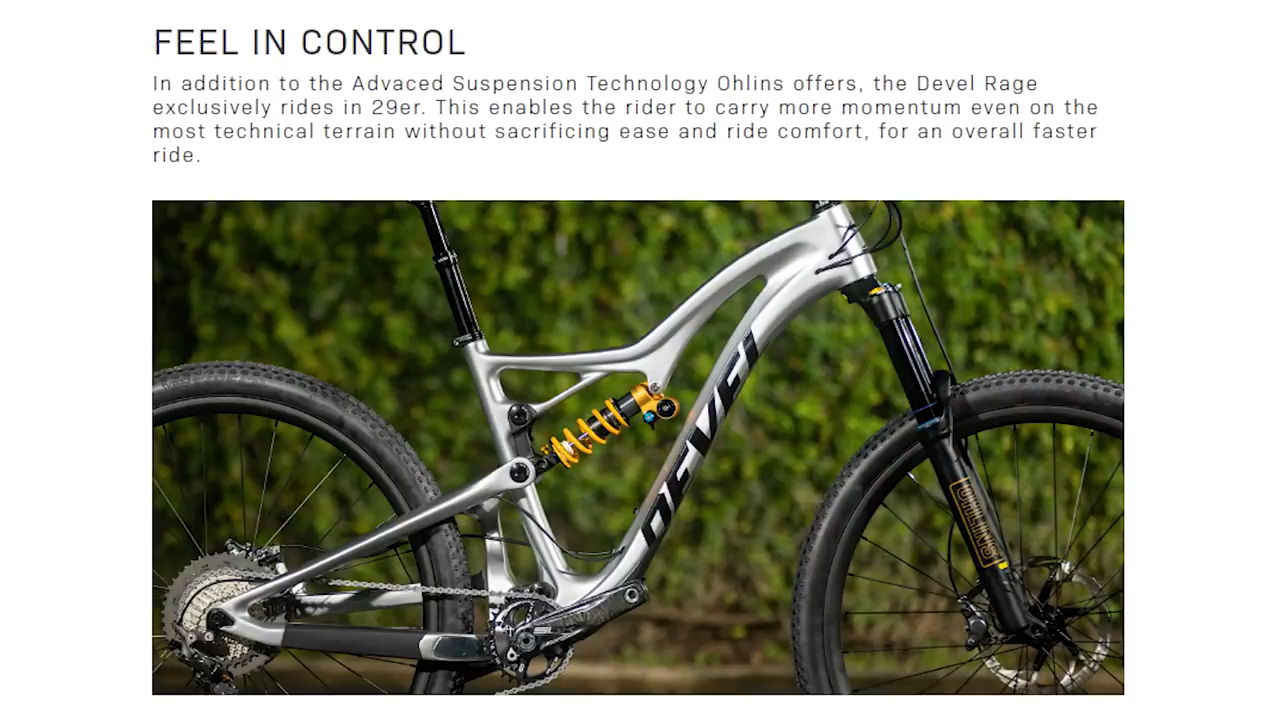 FEEL IN CONTROL
In addition to the Advaced Suspension Technology Ohlins offers, the Devel Rage
exclusively rides in 29er. This enables the rider to carry more momentum even on the
most technical terrain without sacrificing ease and ride comfort, for an overall faster
ride.
DEVEL
ÖHLINS